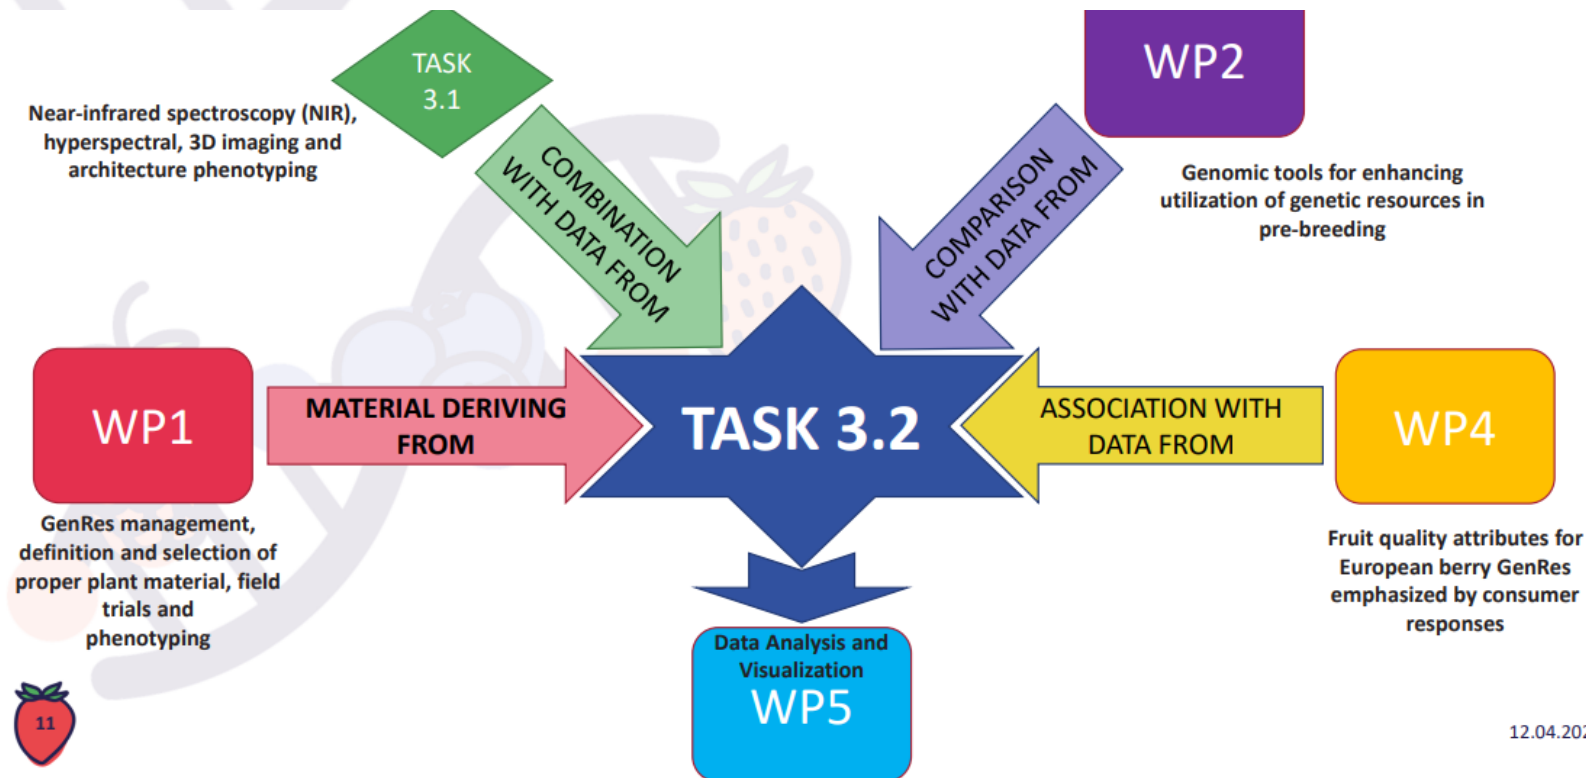 TASK
3.1
Near-infrared spectroscopy (NIR),
hyperspectral, 3D imaging and
architecture phenotyping
COMBINATION
WITH DATA FROM
WP2
Genomic tools for enhancing
utilization of genetic resources in
pre-breeding
COMPARISON
WITH DATA FROM
WP1
MATERIAL DERIVING
FROM
TASK 3.2
ASSOCIATION WITH
DATA FROM
WP4
GenRes management,
definition and selection of
proper plant material, field
trials and
phenotyping
Fruit quality attributes for
European berry GenRes
emphasized by consumer
responses
Data Analysis and
Visualization
WP5
11
12.04.202